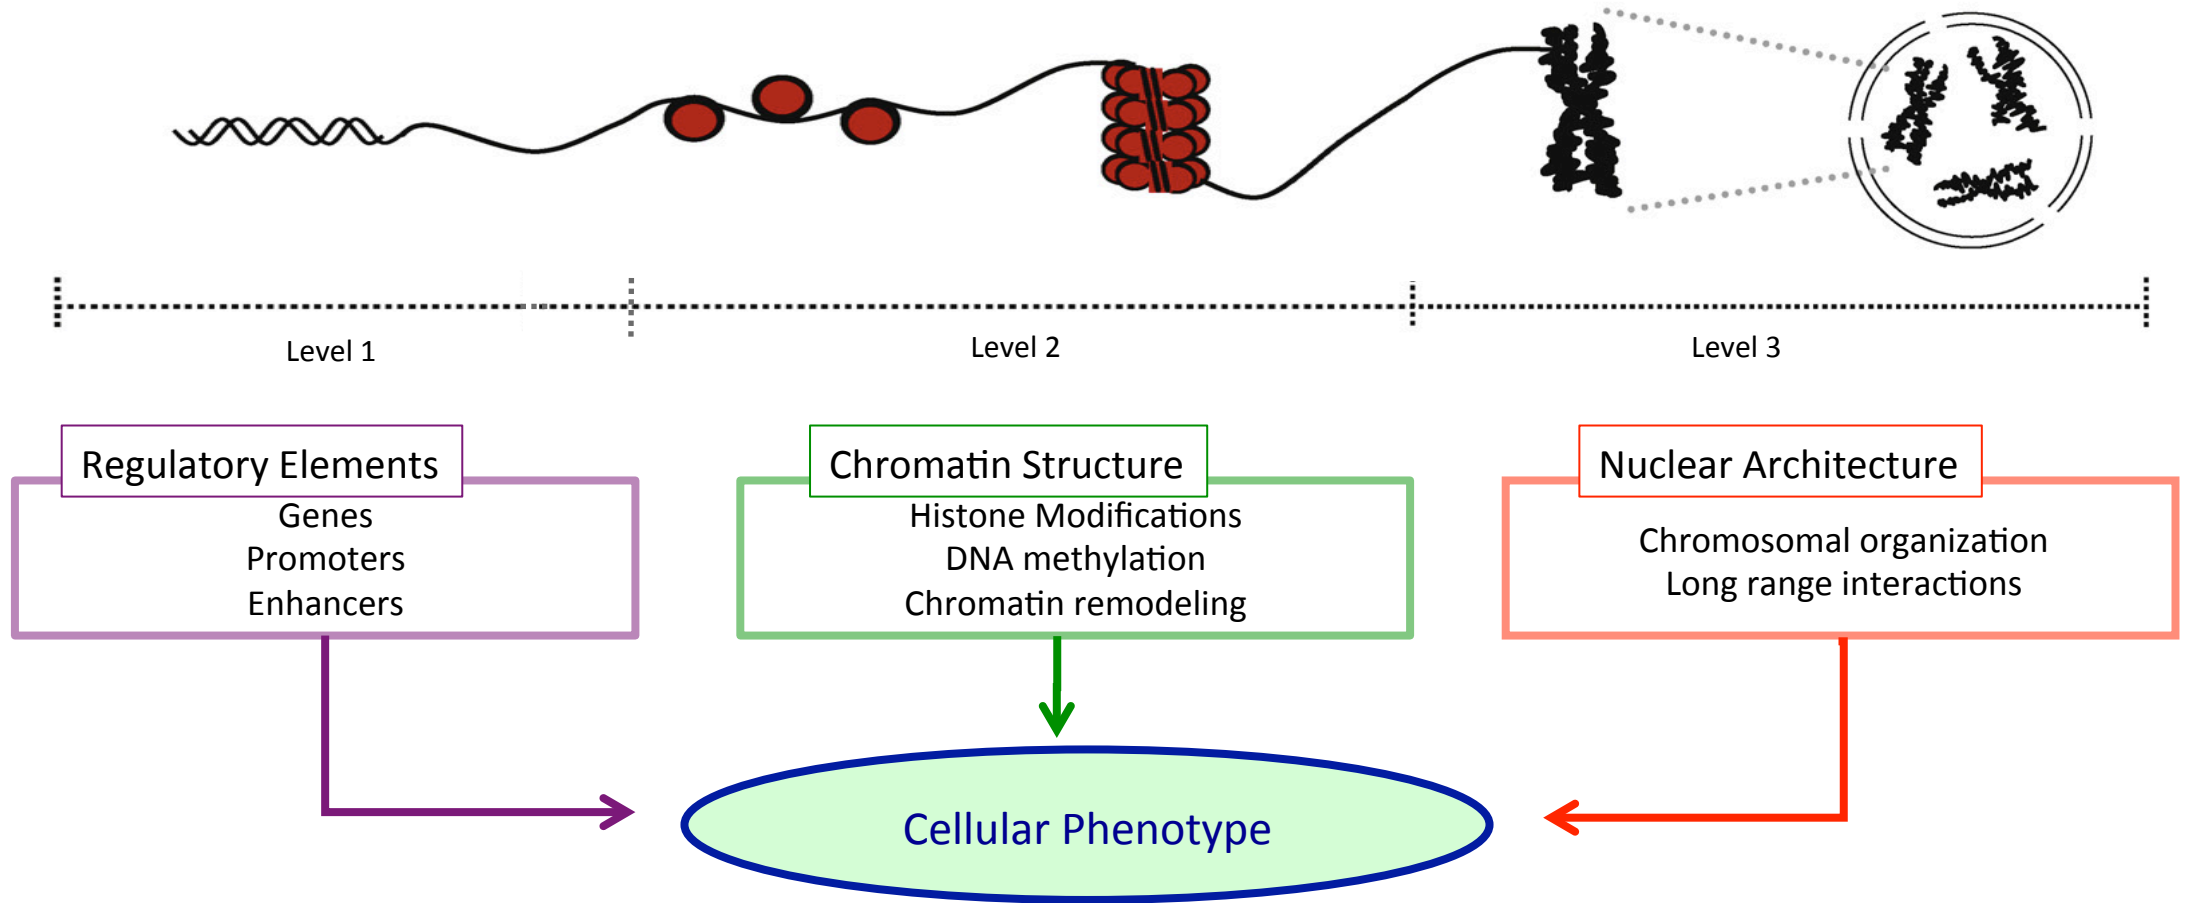 Level 1
Level 2
Level 3
Regulatory Elements
Genes
Promoters
Enhancers
Chromatin Structure
Histone Modifications
DNA methylation
Chromatin remodeling
Nuclear Architecture
Chromosomal organization
Long range interactions
Cellular Phenotype